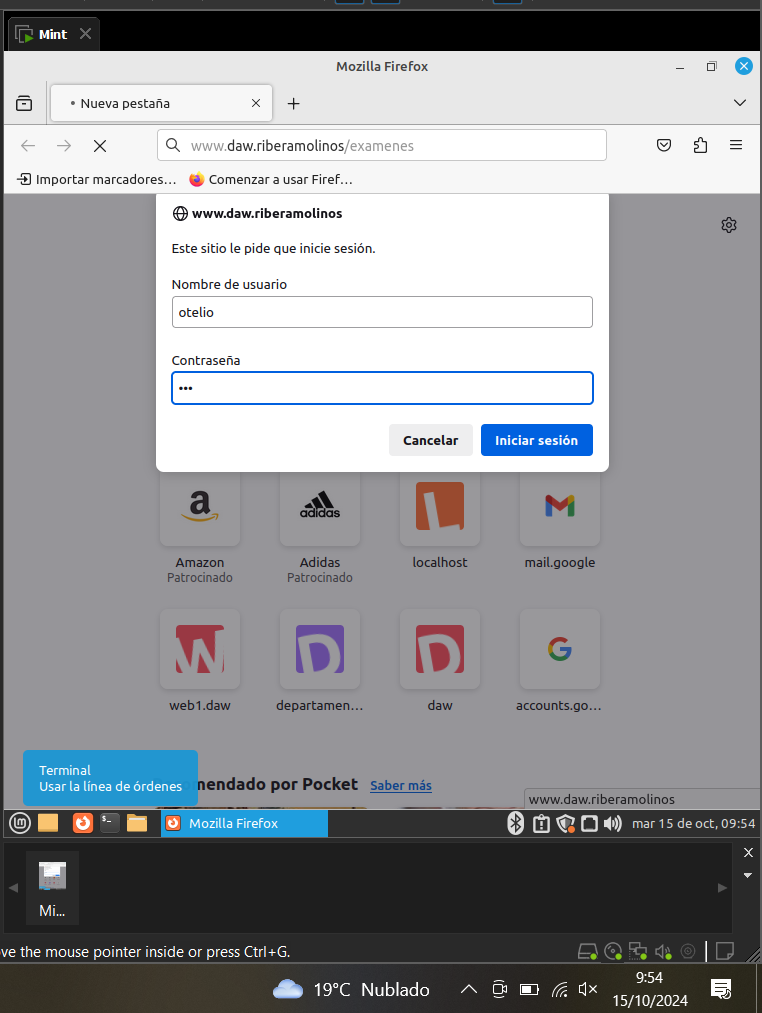 Mint
Mozilla Firefox
Nueva pestaña
www.daw.riberamolinos/examenes
Importar marcadores…
Comenzar a usar Firef…
www.daw.riberamolinos
Este sitio le pide que inicie sesión.
Nombre de usuario
otelio
Contraseña
•••
Cancelar
Iniciar sesión
a
adidas
Amazon
Patrocinado
Adidas
Patrocinado
localhost
mail.google
web1.daw
departamen…
daw
accounts.go…
Terminal
Usar la línea de órdenes
comendado por Pocket
Saber más
www.daw.riberamolinos
Mozilla Firefox
mar 15 de oct, 09:54
Mi...
ve the mouse pointer inside or press Ctrl+G.
19°C Nublado
9:54
15/10/2024